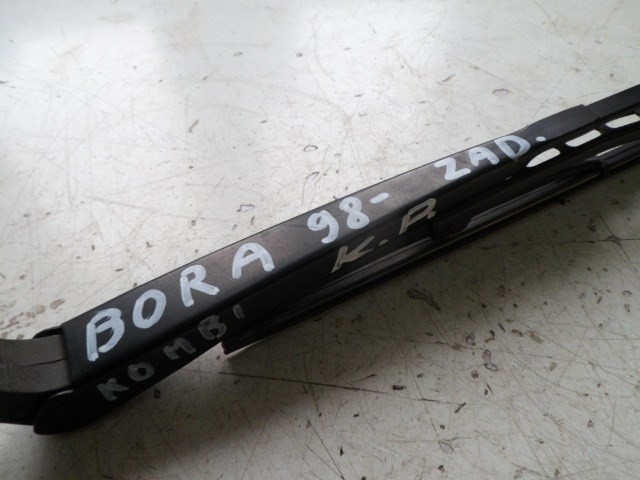 BORA 98- ZAD.
KOMBI K.P.